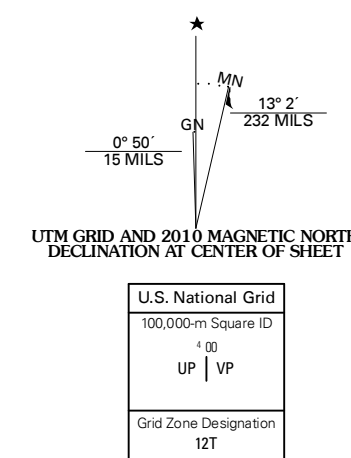 ★
MN
GN
13° 2´
232 MILS
0° 50´
15 MILS
UTM GRID AND 2010 MAGNETIC NORTH
DECLINATION AT CENTER OF SHEET
U.S. National Grid
100,000-m Square ID
4 00
UP VP
Grid Zone Designation
12T